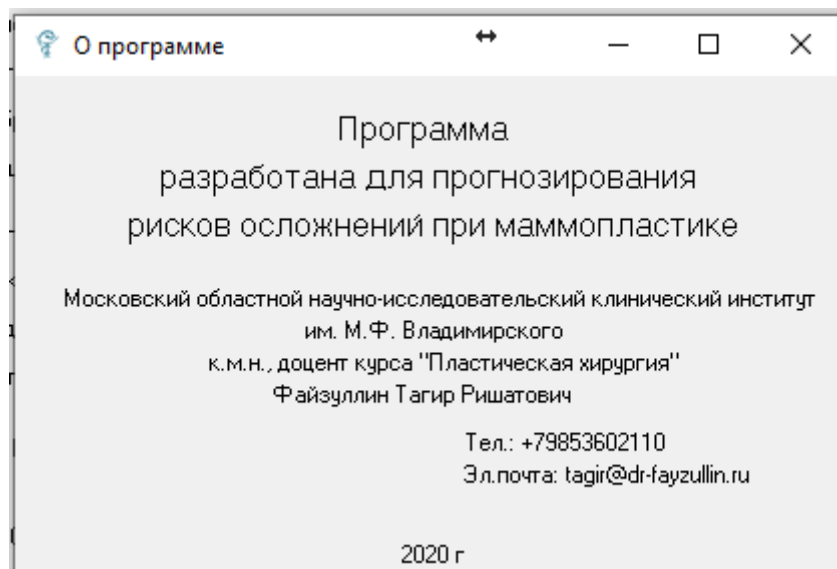 О программе
Программа
разработана для прогнозирования
рисков осложнений при маммопластике
Московский областной научно-исследовательский клинический институт
им. М.Ф. Владимирского
к.м.н., доцент курса "Пластическая хирургия"
Файзуллин Тагир Ришатович
Тел.: +79853602110
Эл.почта: tagir@dr-fayzullin.ru
2020 г